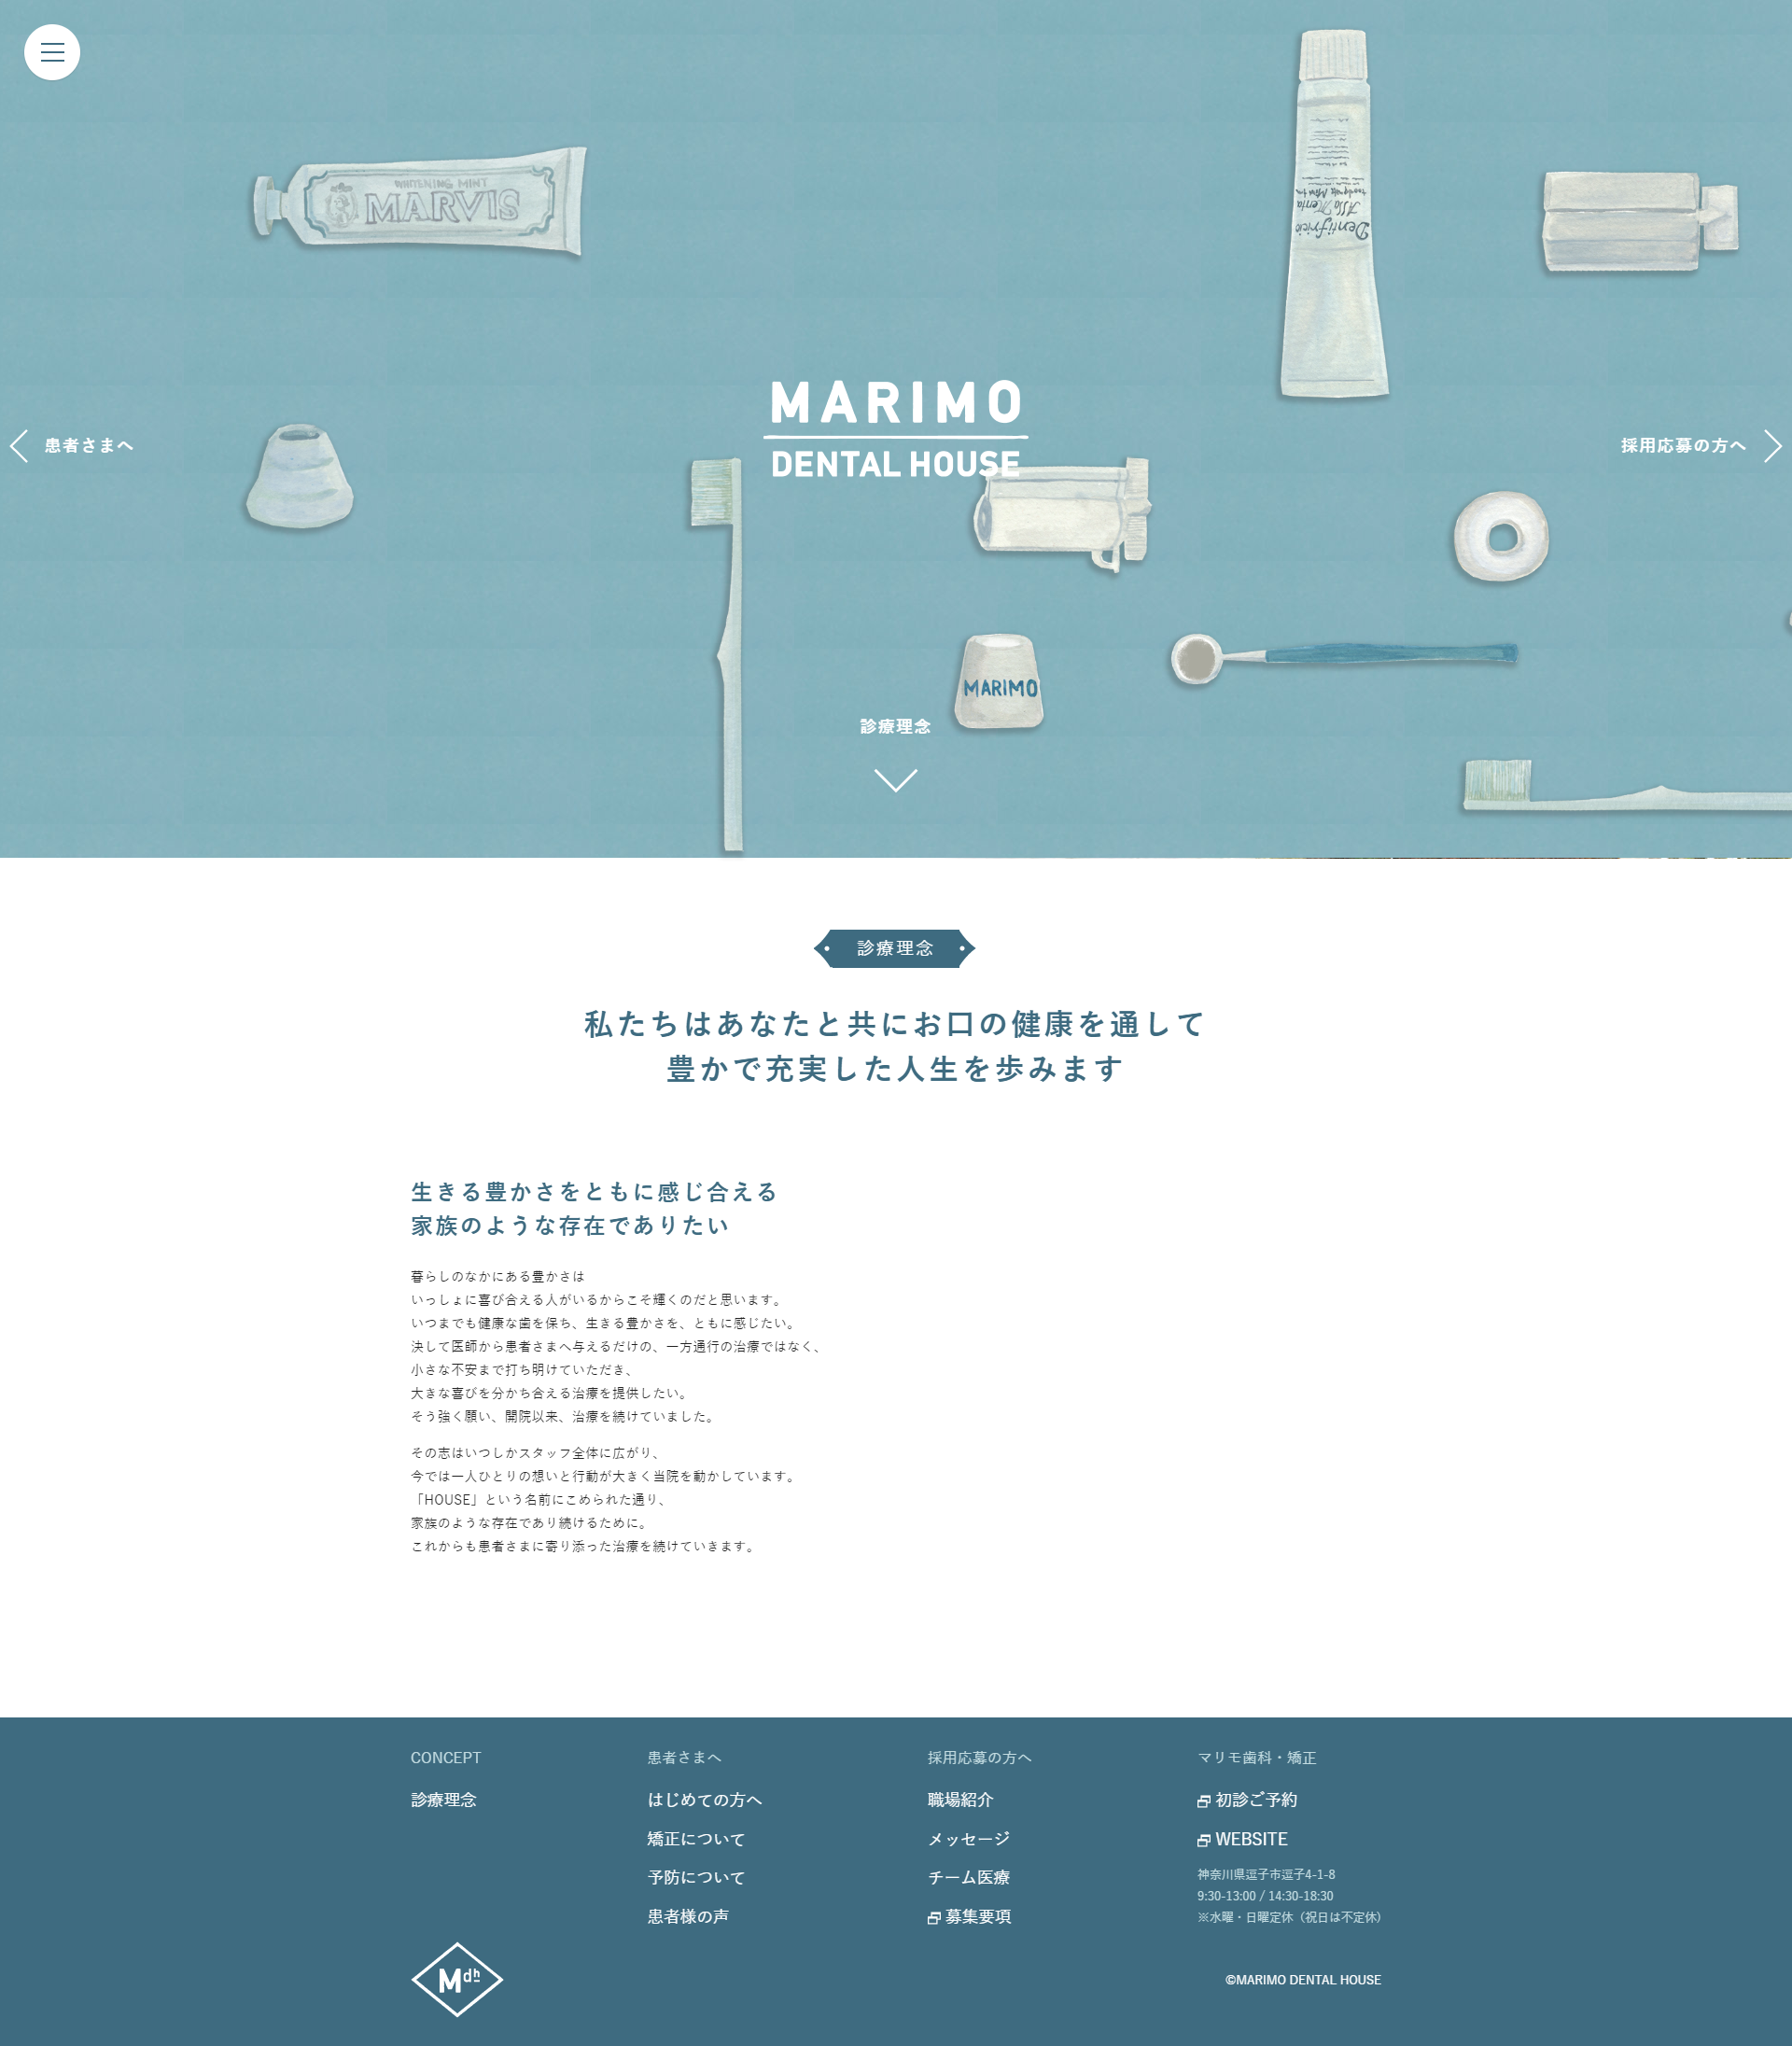 WHITENING MINT
MARVIS
Dentifricio
MARIMO
DENTAL HOUSE
患者さまへ
採用応募の方へ
MARIMO
診療理念
診療理念
私たちはあなたと共にお口の健康を通して
豊かで充実した人生を歩みます
生きる豊かさをともに感じ合える
家族のような存在でありたい
暮らしのなかにある豊かさは
いっしょに喜び合える人がいるからこそ輝くのだと思います。
いつまでも健康な歯を保ち、生きる豊かさを、ともに感じたい。
決して医師から患者さまへ与えるだけの、一方通行の治療ではなく、
小さな不安まで打ち明けていただき、
大きな喜びを分かち合える治療を提供したい。
そう強く願い、開院以来、治療を続けていました。
その志はいつしかスタッフ全体に広がり、
今では一人ひとりの想いと行動が大きく当院を動かしています。
「HOUSE」という名前にこめられた通り、
家族のような存在であり続けるために。
これからも患者さまに寄り添った治療を続けていきます。
CONCEPT
診療理念
患者さまへ
はじめての方へ
矯正について
予防について
患者様の声
採用応募の方へ
職場紹介
メッセージ
チーム医療
募集要項
マリモ歯科・矯正
初診ご予約
WEBSITE
神奈川県逗子市逗子4-1-8
9:30-13:00 / 14:30-18:30
※水曜・日曜定休（祝日は不定休）
Mdh
©MARIMO DENTAL HOUSE